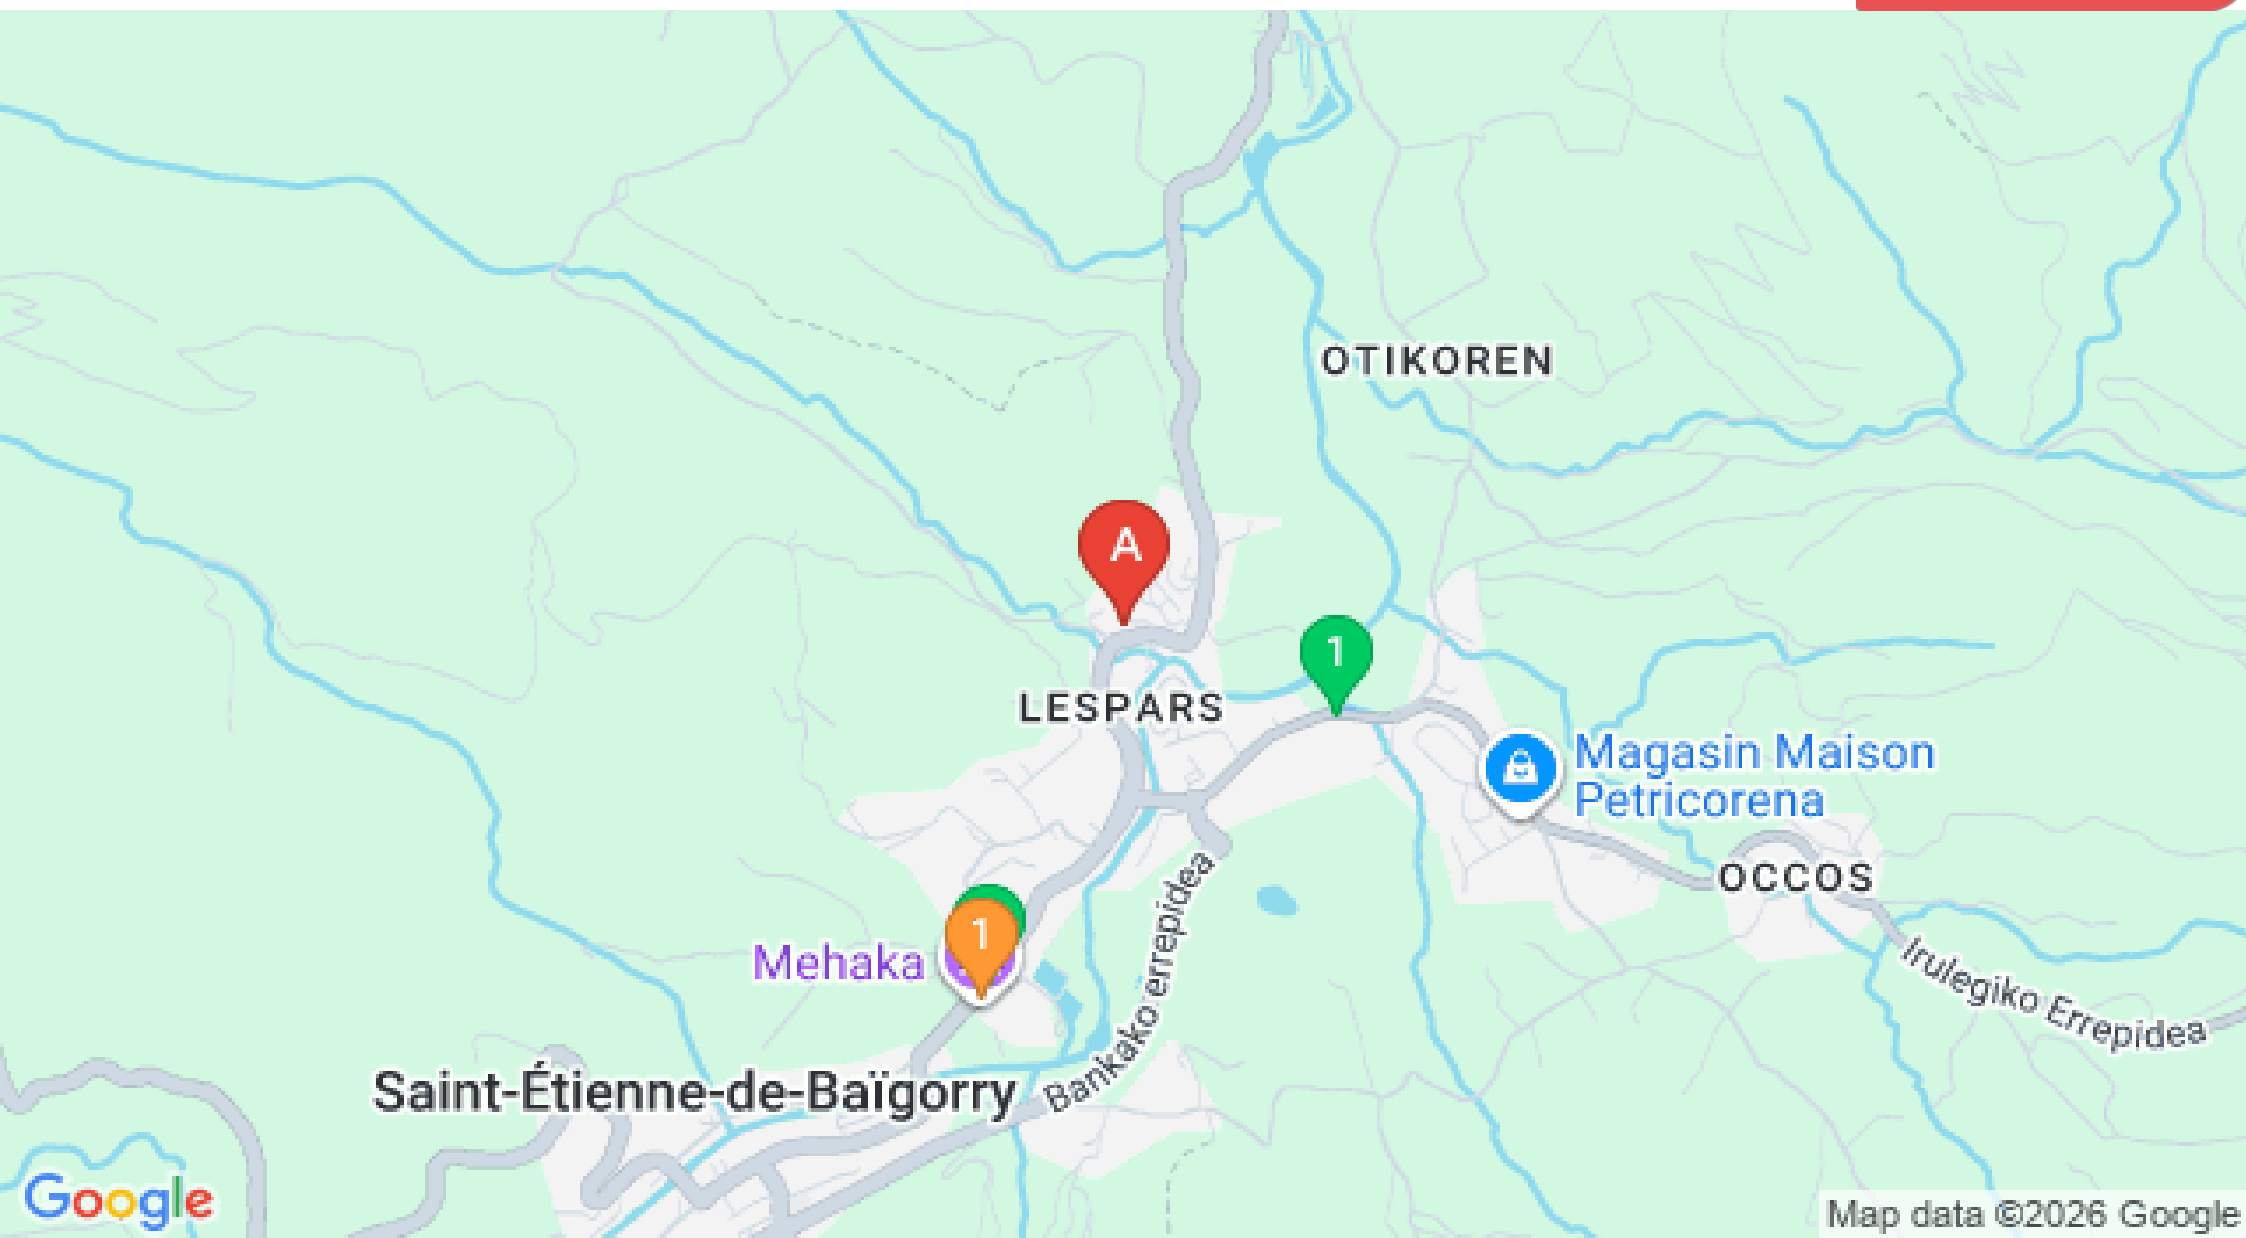 OTIKOREN
A
1
LESPARS
Magasin Maison
Petricorena
OCCOS
Bankako errepidea
1
Mehaka
Irulegiko Errepidea
Saint-Étienne-de-Baïgorry
Google
Map data ©2026 Google